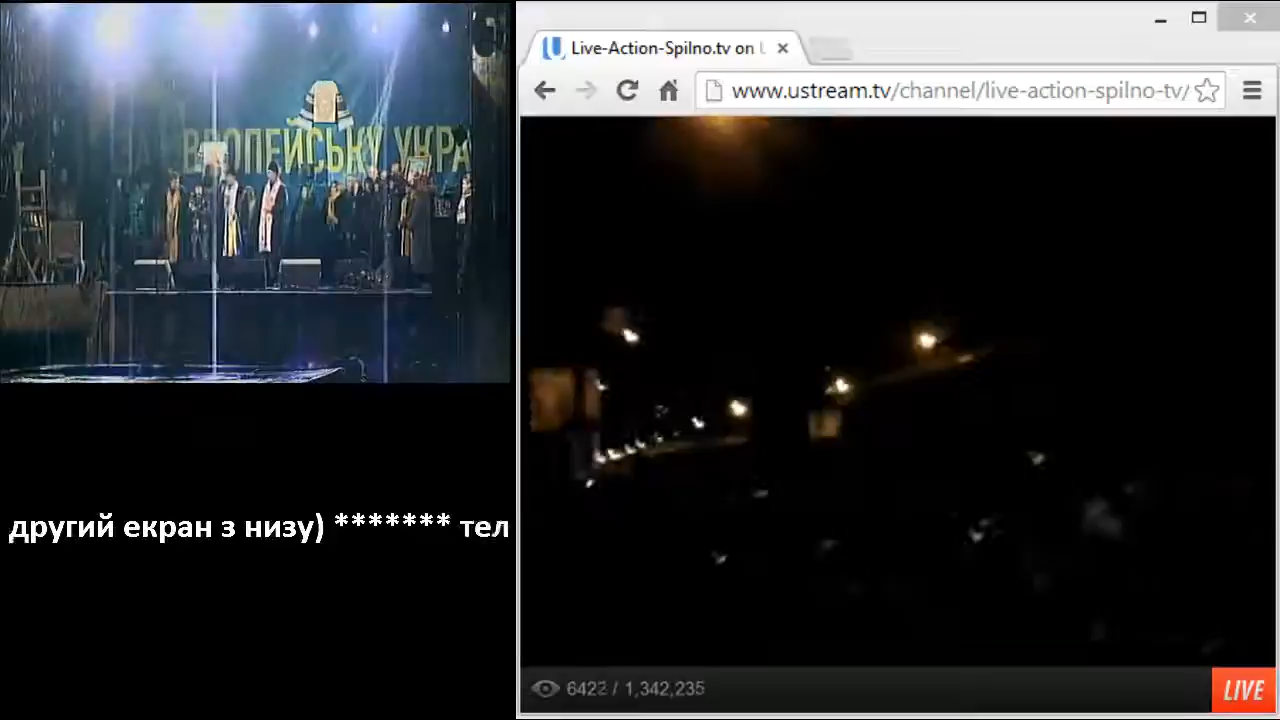 ЄВРОПЕЙСЬКУ УКРА
другий екран з низу) ******* тел
Live-Action-Spilno.tv on
www.ustream.tv/channel/live-action-spilno-tv/
6422 / 1,342,235
LIVE